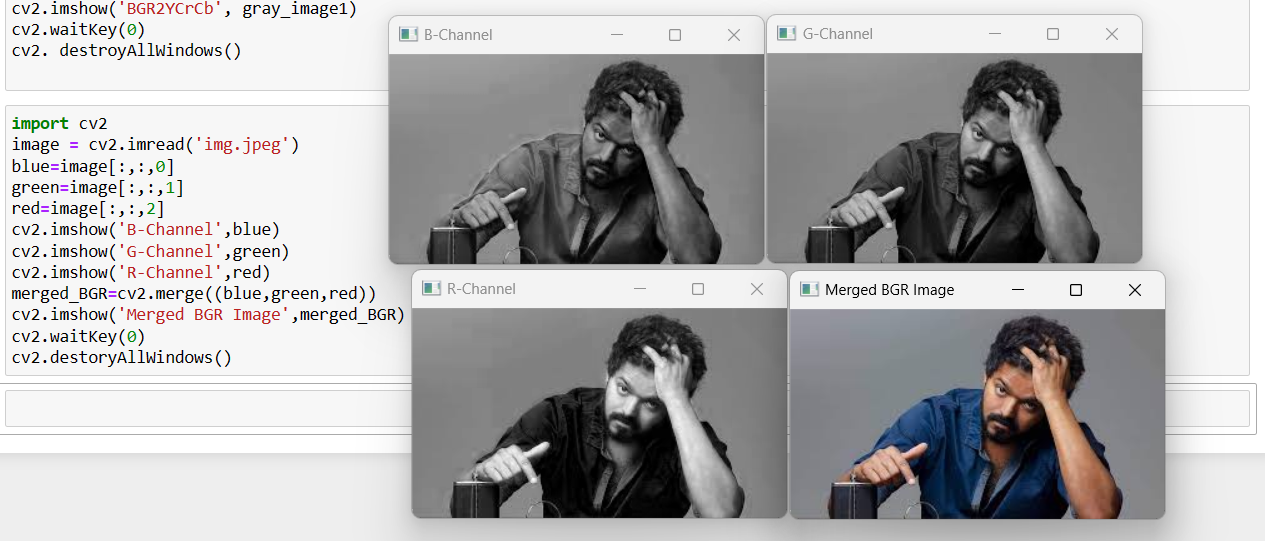 cv2.imshow('BGR2YCrCb', gray_image1)
cv2.waitKey(0)
cv2. destroyAllWindows()
import cv2
image = cv2.imread('img.jpeg')
blue=image[:,:,0]
green=image[:,:,1]
red=image[:,:,2]
cv2.imshow('B-Channel',blue)
cv2.imshow('G-Channel',green)
cv2.imshow('R-Channel',red)
merged_BGR=cv2.merge((blue,green,red))
cv2.imshow('Merged BGR Image',merged_BGR)
cv2.waitKey(0)
cv2.destoryAllWindows()
B-Channel
G-Channel
R-Channel
Merged BGR Image